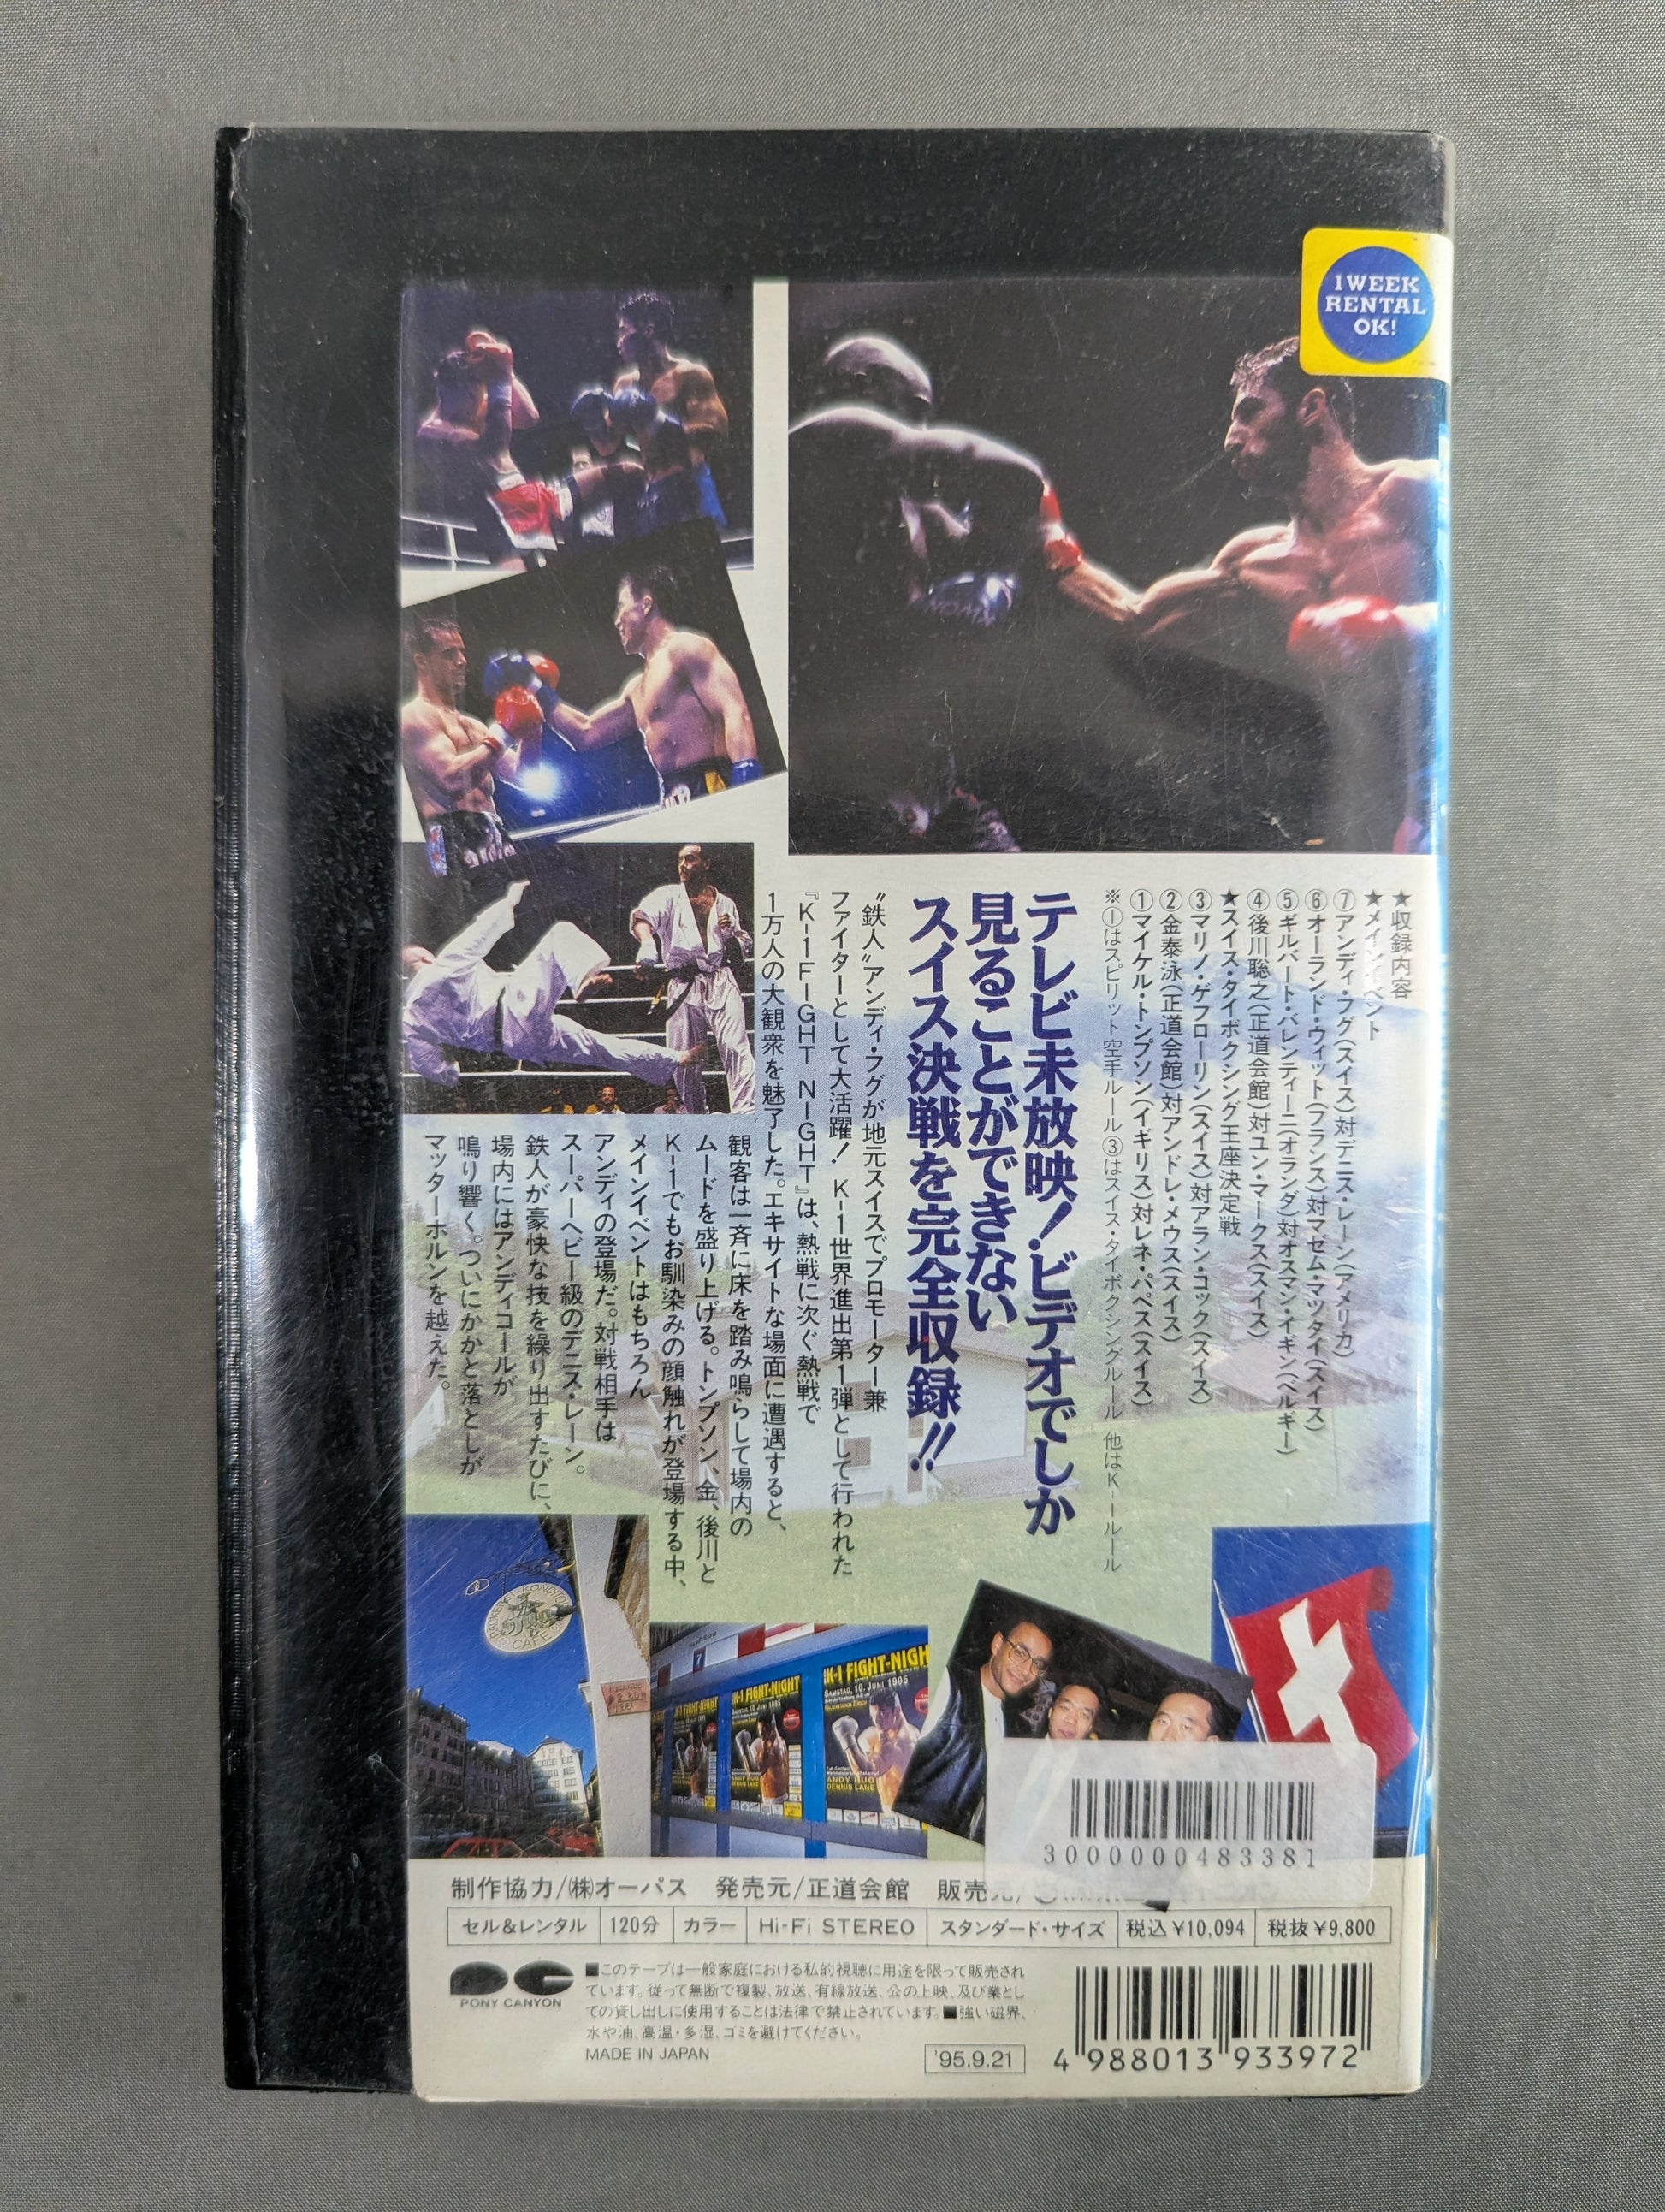 1 WEEK
RENTAL
OK!
★収録内容
★メインイベント
⑦アンディ・フグ(スイス)対デニス・レーン(アメリカ)
⑥オーランド・ウィット(フランス)対マゼム・マツタイ(スイス)
⑤ギルバート・バレンティーニ(オランダ)対オスマン・イギン(ベルギー)
④後川聡之(正道会館)対ユン・マークス(スイス)
★スイス・タイボクシング王座決定戦
③マリノ・ゲフローリン(スイス)対アラン・コック(スイス)
②金泰泳(正道会館)対アンドレ・メウス(スイス)
①マイケル・トンプソン(イギリス)対レネ・パペス(スイス)
※①はスピリット空手ルール ③はスイス・タイボクシングルール 他はK-1ルール
テレビ未放映!ビデオでしか
見ることができない
スイス決戦を完全収録!!
“鉄人”アンディ・フグが地元スイスでプロモーター兼
ファイターとして大活躍!K-1世界進出第1弾として行われた
『K-1 FIGHT NIGHT』は、熱戦に次ぐ熱戦で
1万人の大観衆を魅了した。エキサイトな場面に遭遇すると、
観客は一斉に床を踏み鳴らして場内の
ムードを盛り上げる。トンプソン、金、後川と
K-1でもお馴染みの顔触れが登場する中、
メインイベントはもちろん
アンディの登場だ。対戦相手は
スーパーヘビー級のデニス・レーン。
鉄人が豪快な技を繰り出すたびに、
場内にはアンディコールが
鳴り響く。ついにかかと落としが
マッターホルンを越えた。
CAFE
K-1 FIGHT-NIGHT
K-1 FIGHT-NIGHT
SAMSTAG, 10. JUNI 1995
K-1 FIGHT-NIGH
SAMSTAG, 10. JUNI 1995
ANDY HUG
DENNIS LANE
3000000483381
制作協力/㈱オーパス 発売元/正道会館 販売元/
セル&レンタル 120分 カラー Hi-Fi STEREO スタンダード・サイズ 税込¥10,094 税抜¥9,800
PONY CANYON
■このテープは一般家庭における私的視聴に用途を限って販売され
ています。従って無断で複製、放送、有線放送、公の上映、及び業とし
ての貸し出しに使用することは法律で禁止されています。■強い磁界、
水や油、高温・多湿、ゴミを避けてください。
MADE IN JAPAN
'95.9.21
4 988013 933972